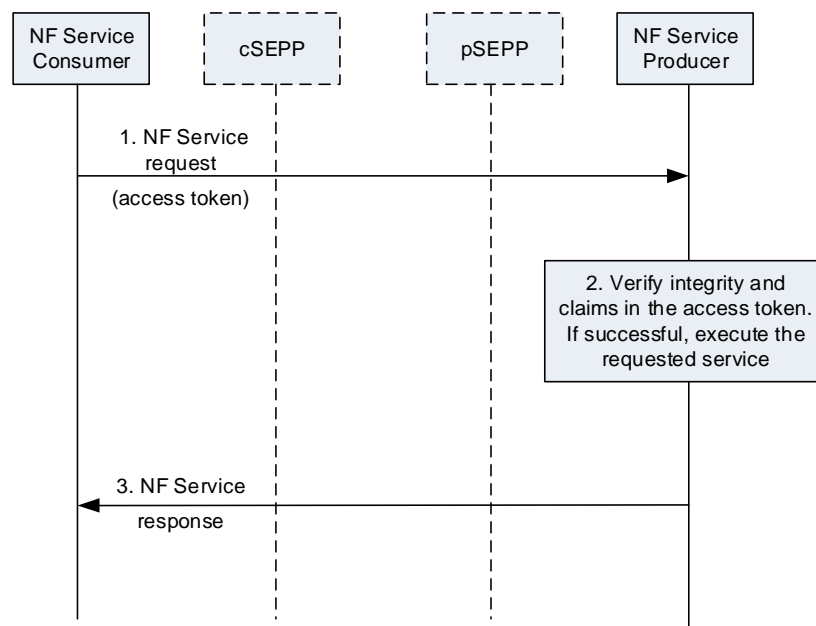 NF Service
Consumer
cSEPP
pSEPP
NF Service
Producer
1. NF Service
request
(access token)
2. Verify integrity and
claims in the access token.
If successful, execute the
requested service
3. NF Service
response